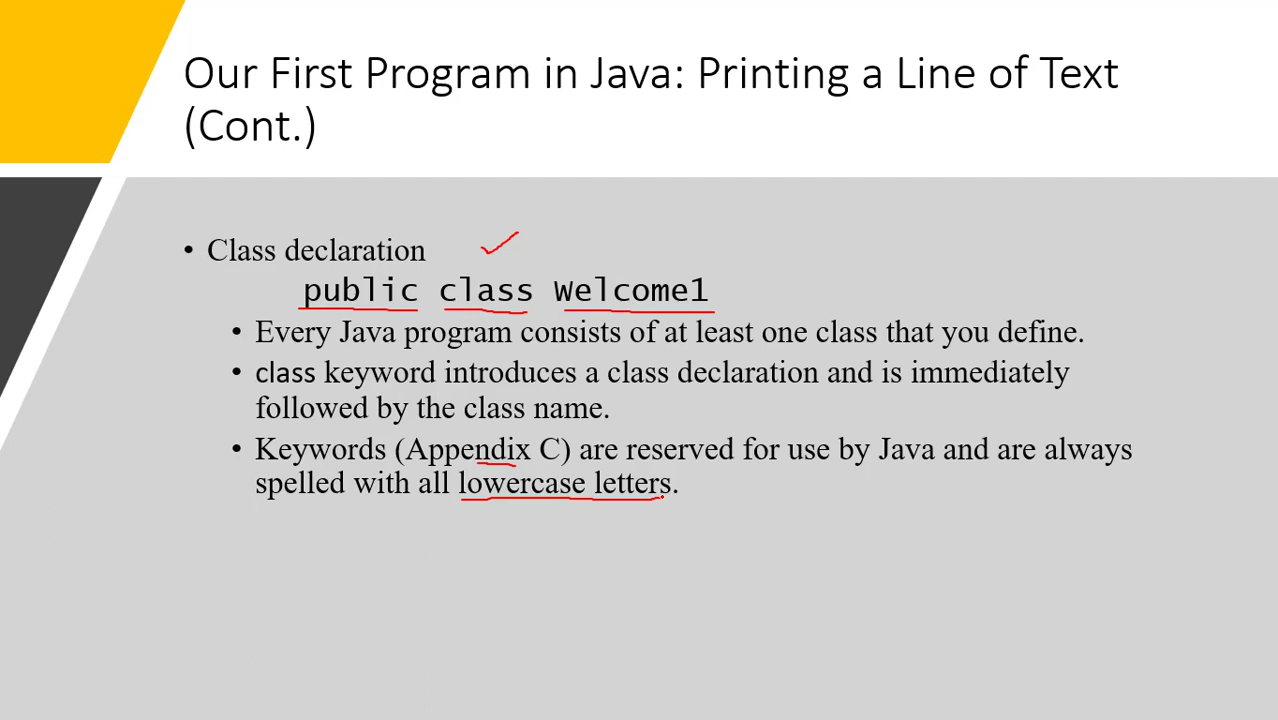 Our First Program in Java: Printing a Line of Text
(Cont.)
• Class declaration
public class Welcome1
• Every Java program consists of at least one class that you define.
• class keyword introduces a class declaration and is immediately
followed by the class name.
• Keywords (Appendix C) are reserved for use by Java and are always
spelled with all lowercase letters.